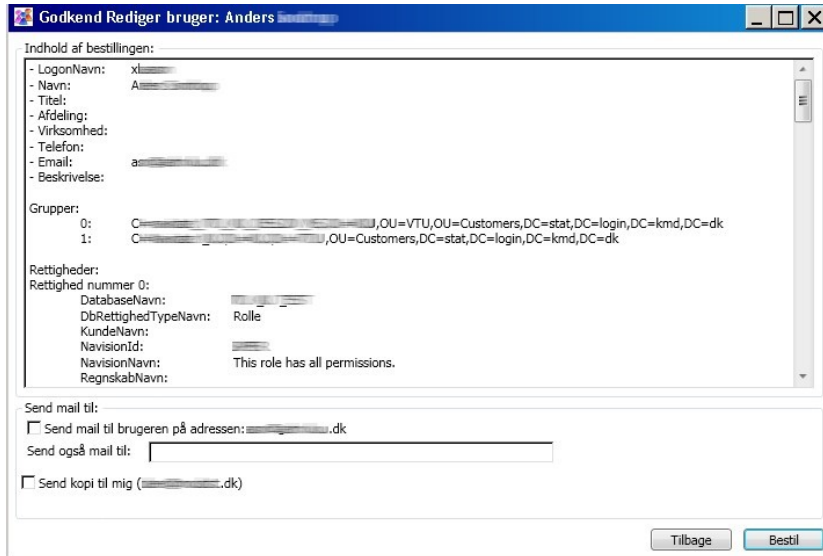 Godkend Rediger bruger: Anders
Indhold af bestillingen:
- LogonNavn:
- Navn:
- Titel:
- Afdeling:
- Virksomhed:
- Telefon:
- Email:
- Beskrivelse:
Grupper:
0: ,OU=VTU,OU=Customers,DC=stat,DC=login,DC=kmd,DC=dk
1: ,OU=Customers,DC=stat,DC=login,DC=kmd,DC=dk
Rettigheder:
Rettighed nummer 0:
DatabaseNavn:
DbRettighedTypeNavn: Rolle
KundeNavn:
NavisionId:
NavisionNavn: This role has all permissions.
RegnskabNavn:
Send mail til:
Send mail til brugeren på adressen: .dk
Send også mail til:
Send kopi til mig ( .dk)
Tilbage Bestil